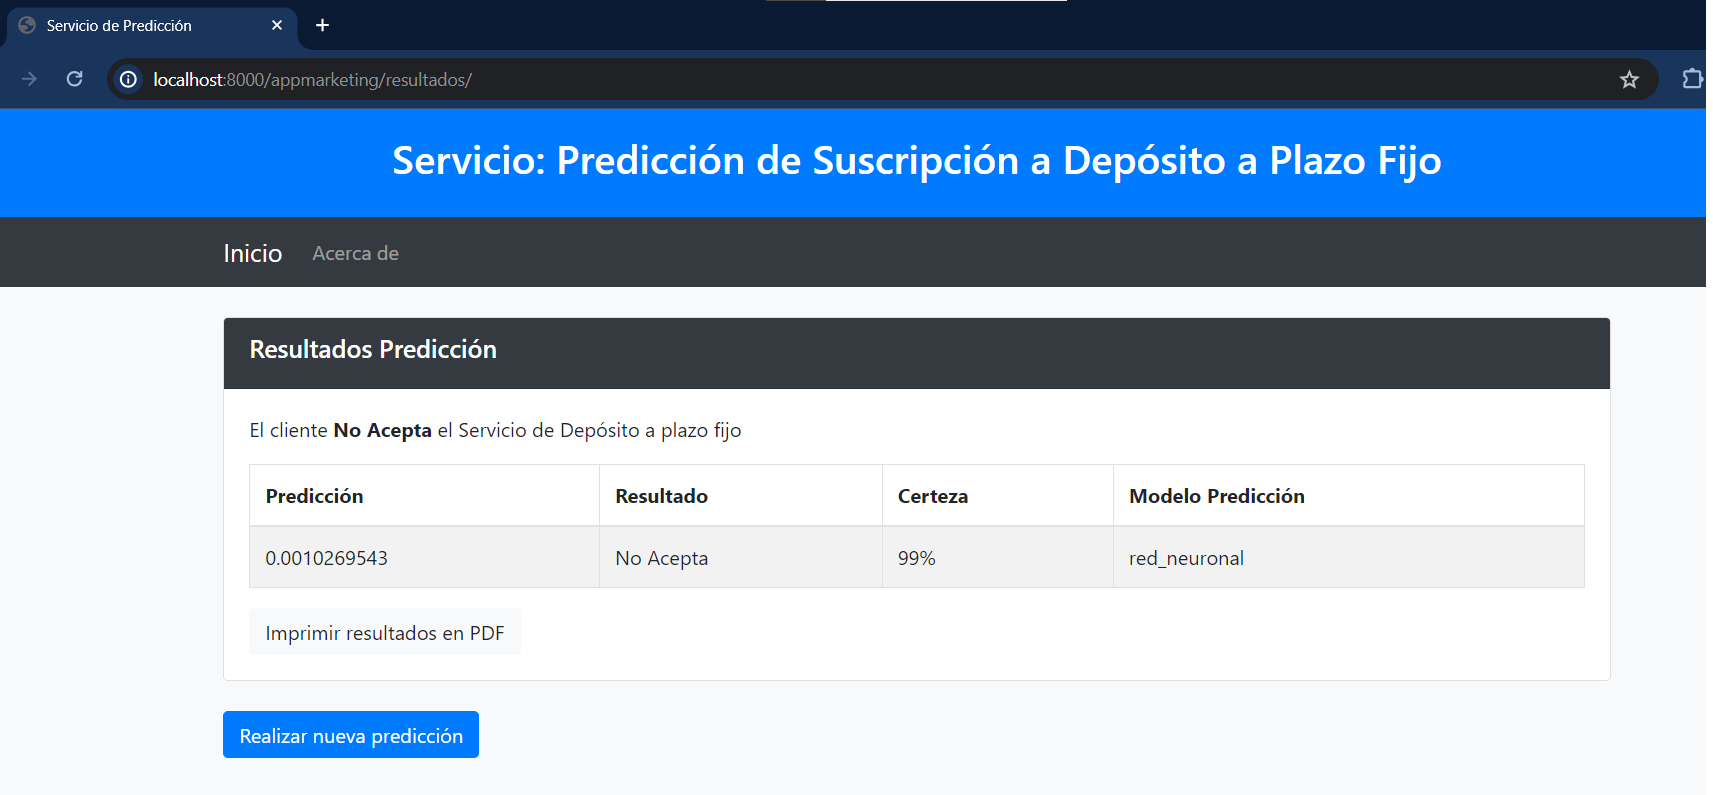 Servicio de Predicción
localhost:8000/appmarketing/resultados/
Servicio: Predicción de Suscripción a Depósito a Plazo Fijo
Inicio Acerca de
Resultados Predicción
El cliente No Acepta el Servicio de Depósito a plazo fijo
Predicción Resultado Certeza Modelo Predicción
0.0010269543 No Acepta 99% red_neuronal
Imprimir resultados en PDF
Realizar nueva predicción